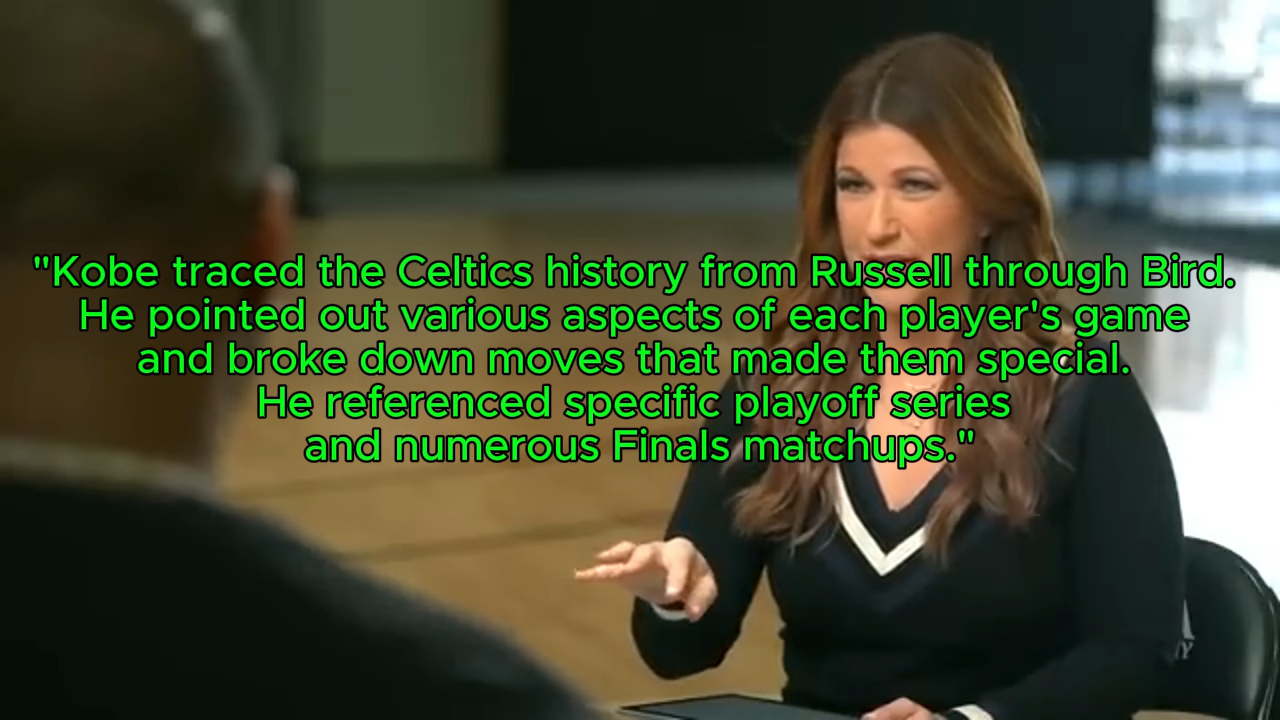 "Kobe traced the Celtics history from Russell through Bird.
He pointed out various aspects of each player's game
and broke down moves that made them special.
He referenced specific playoff series
and numerous Finals matchups."